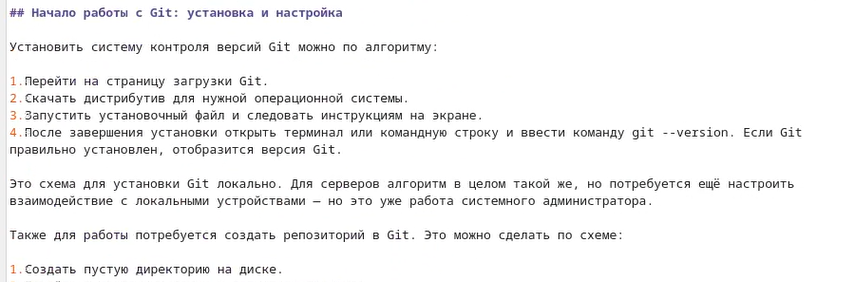 ## Начало работы с Git: установка и настройка
Установить систему контроля версий Git можно по алгоритму:
1.Перейти на страницу загрузки Git.
2.Скачать дистрибутив для нужной операционной системы.
3.Запустить установочный файл и следовать инструкциям на экране.
4.После завершения установки открыть терминал или командную строку и ввести команду git --version. Если Git
правильно установлен, отобразится версия Git.
Это схема для установки Git локально. Для серверов алгоритм в целом такой же, но потребуется ещё настроить
взаимодействие с локальными устройствами — но это уже работа системного администратора.
Также для работы потребуется создать репозиторий в Git. Это можно сделать по схеме:
1.Создать пустую директорию на диске.